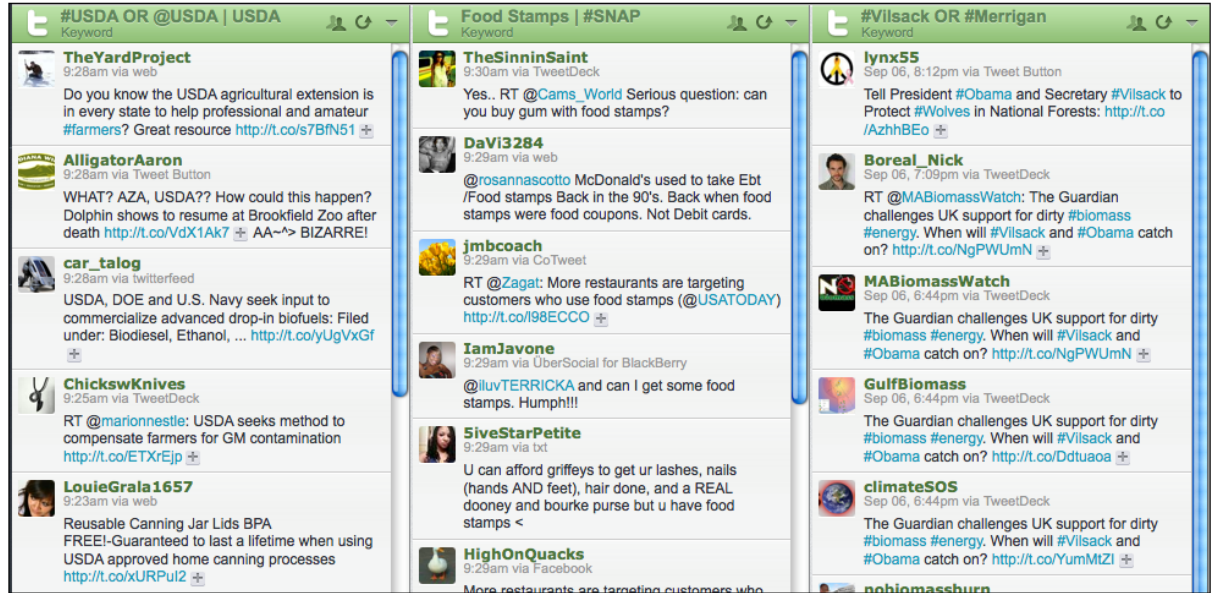 #USDA OR @USDA | USDA
Keyword
TheYardProject
9:28am via web
Do you know the USDA agricultural extension is
in every state to help professional and amateur
#farmers? Great resource http://t.co/s7BfN51
AlligatorAaron
9:28am via Tweet Button
WHAT? AZA, USDA?? How could this happen?
Dolphin shows to resume at Brookfield Zoo after
death http://t.co/VdX1Ak7 AA~^> BIZARRE!
car_talog
9:28am via twitterfeed
USDA, DOE and U.S. Navy seek input to
commercialize advanced drop-in biofuels: Filed
under: Biodiesel, Ethanol, ... http://t.co/yUgVxGf
ChickswKnives
9:25am via TweetDeck
RT @marionnestle: USDA seeks method to
compensate farmers for GM contamination
http://t.co/ETXrEjp
LouieGrala1657
9:23am via web
Reusable Canning Jar Lids BPA
FREE!-Guaranteed to last a lifetime when using
USDA approved home canning processes
http://t.co/xURPuI2
Food Stamps | #SNAP
Keyword
TheSinninSaint
9:30am via TweetDeck
Yes.. RT @Cams_World Serious question: can
you buy gum with food stamps?
DaVi3284
9:29am via web
@rosannascotto McDonald's used to take Ebt
/Food stamps Back in the 90's. Back when food
stamps were food coupons. Not Debit cards.
jmbcoach
9:29am via CoTweet
RT @Zagat: More restaurants are targeting
customers who use food stamps (@USATODAY)
http://t.co/l98ECCO
IamJavone
9:29am via ÜberSocial for BlackBerry
@iluvTERRICKA and can I get some food
stamps. Humph!!!
5iveStarPetite
9:29am via txt
U can afford griffeys to get ur lashes, nails
(hands AND feet), hair done, and a REAL
dooney and bourke purse but u have food
stamps <
HighOnQuacks
9:29am via Facebook
More restaurants are targeting customers who
#Vilsack OR #Merrigan
Keyword
lynx55
Sep 06, 8:12pm via Tweet Button
Tell President #Obama and Secretary #Vilsack to
Protect #Wolves in National Forests: http://t.co
/AzhhBEo
Boreal_Nick
Sep 06, 7:09pm via TweetDeck
RT @MABiomassWatch: The Guardian
challenges UK support for dirty #biomass
#energy. When will #Vilsack and #Obama catch
on? http://t.co/NgPWUmN
MABiomassWatch
Sep 06, 6:44pm via TweetDeck
The Guardian challenges UK support for dirty
#biomass #energy. When will #Vilsack and
#Obama catch on? http://t.co/NgPWUmN
GulfBiomass
Sep 06, 6:44pm via TweetDeck
The Guardian challenges UK support for dirty
#biomass #energy. When will #Vilsack and
#Obama catch on? http://t.co/Ddtuaoa
climateSOS
Sep 06, 6:44pm via TweetDeck
The Guardian challenges UK support for dirty
#biomass #energy. When will #Vilsack and
#Obama catch on? http://t.co/YumMtZI
nobiomassburn